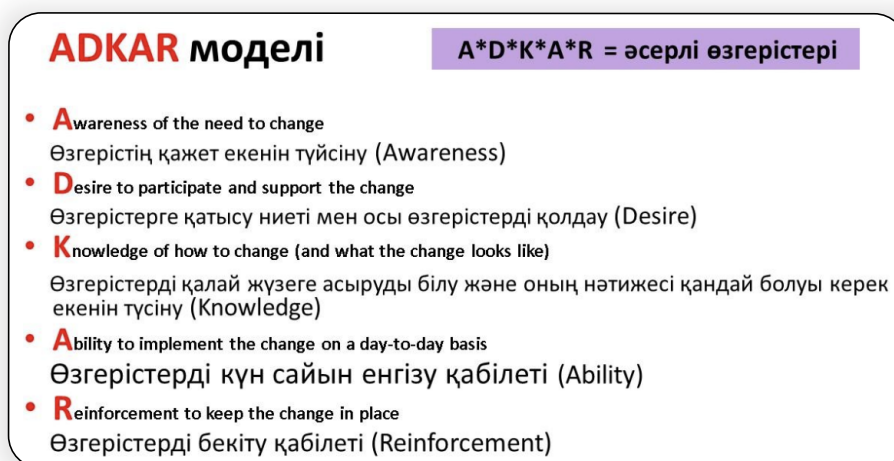 ADKAR моделі
A*D*K*A*R = әсерлі өзгерістері
• Awareness of the need to change
Өзгерістің қажет екенін түйсіну (Awareness)
• Desire to participate and support the change
Өзгерістерге қатысу ниеті мен осы өзгерістерді қолдау (Desire)
• Knowledge of how to change (and what the change looks like)
Өзгерістерді қалай жүзеге асыруды білу және оның нәтижесі қандай болуы керек
екенін түсіну (Knowledge)
• Ability to implement the change on a day-to-day basis
Өзгерістерді күн сайын енгізу қабілеті (Ability)
• Reinforcement to keep the change in place
Өзгерістерді бекіту қабілеті (Reinforcement)